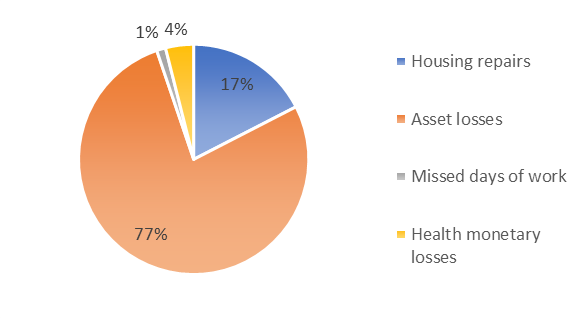 1%
4%
17%
77%
Housing repairs
Asset losses
Missed days of work
Health monetary
losses